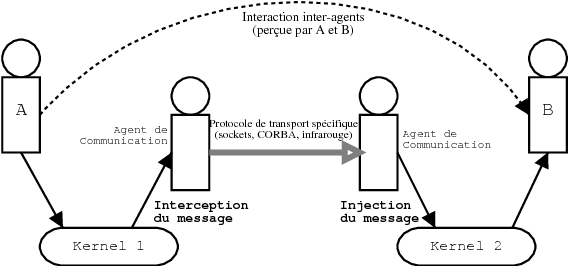 Interaction inter-agents
(perçue par A et B)
A
B
Agent de
Communication
Protocole de transport spécifique
(sockets, CORBA, infrarouge)
Agent de
Communication
Interception
du message
Injection
du message
Kernel 1
Kernel 2